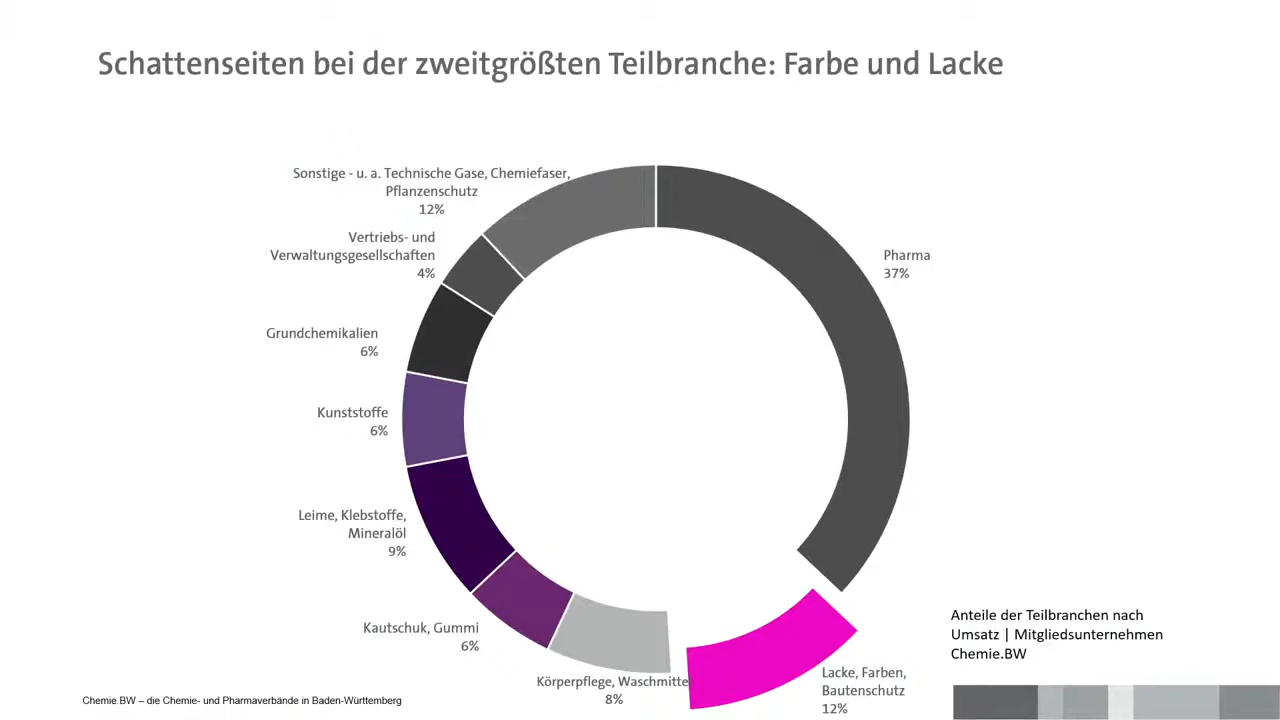 Schattenseiten bei der zweitgrößten Teilbranche: Farbe und Lacke
Sonstige - u. a. Technische Gase, Chemiefaser,
Pflanzenschutz
12%
Vertriebs- und
Verwaltungsgesellschaften
4%
Pharma
37%
Grundchemikalien
6%
Kunststoffe
6%
Leime, Klebstoffe,
Mineralöl
9%
Kautschuk, Gummi
6%
Körperpflege, Waschmittel
8%
Lacke, Farben,
Bautenschutz
12%
Anteile der Teilbranchen nach
Umsatz | Mitgliedsunternehmen
Chemie.BW
Chemie.BW – die Chemie- und Pharmaverbände in Baden-Württemberg